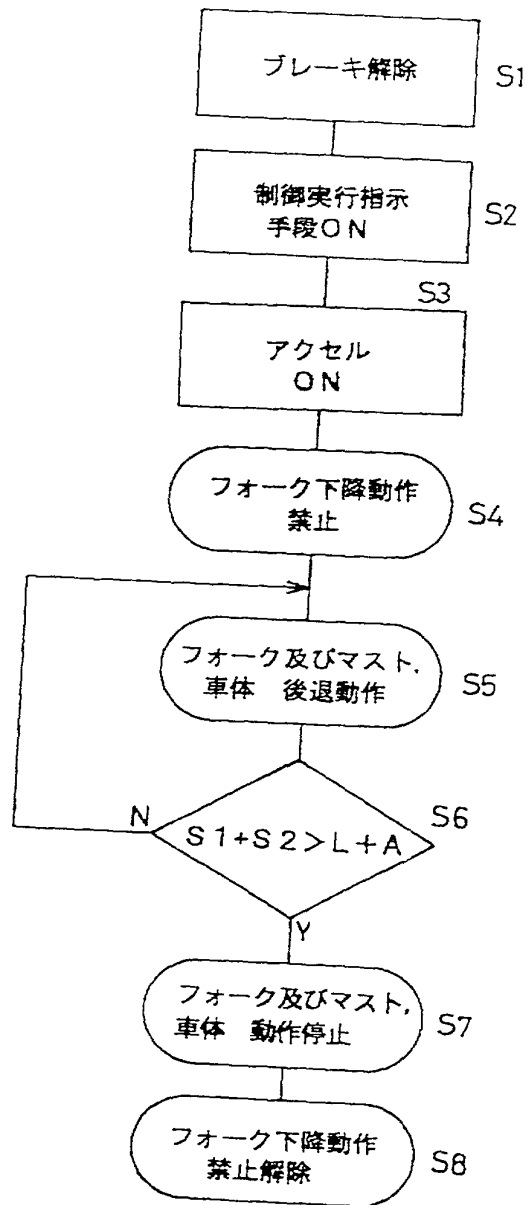 ブレーキ解除
S1
制御実行指示
手段ON
S2
S3
アクセル
ON
フォーク下降動作
禁止
S4
フォーク及びマスト,
車体 後退動作
S5
N
S1+S2>L+A
S6
Y
フォーク及びマスト,
車体 動作停止
S7
フォーク下降動作
禁止解除
S8